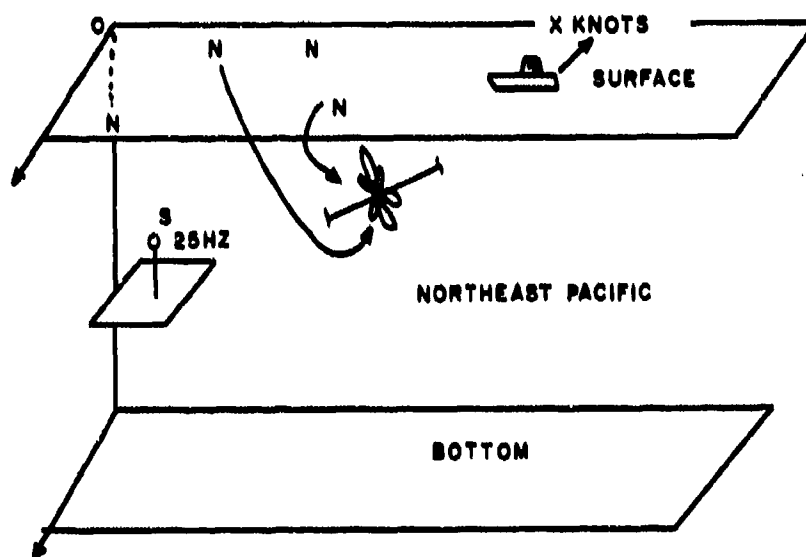 O
X KNOTS
N N
SURFACE
N
N
S
25HZ
NORTHEAST PACIFIC
BOTTOM